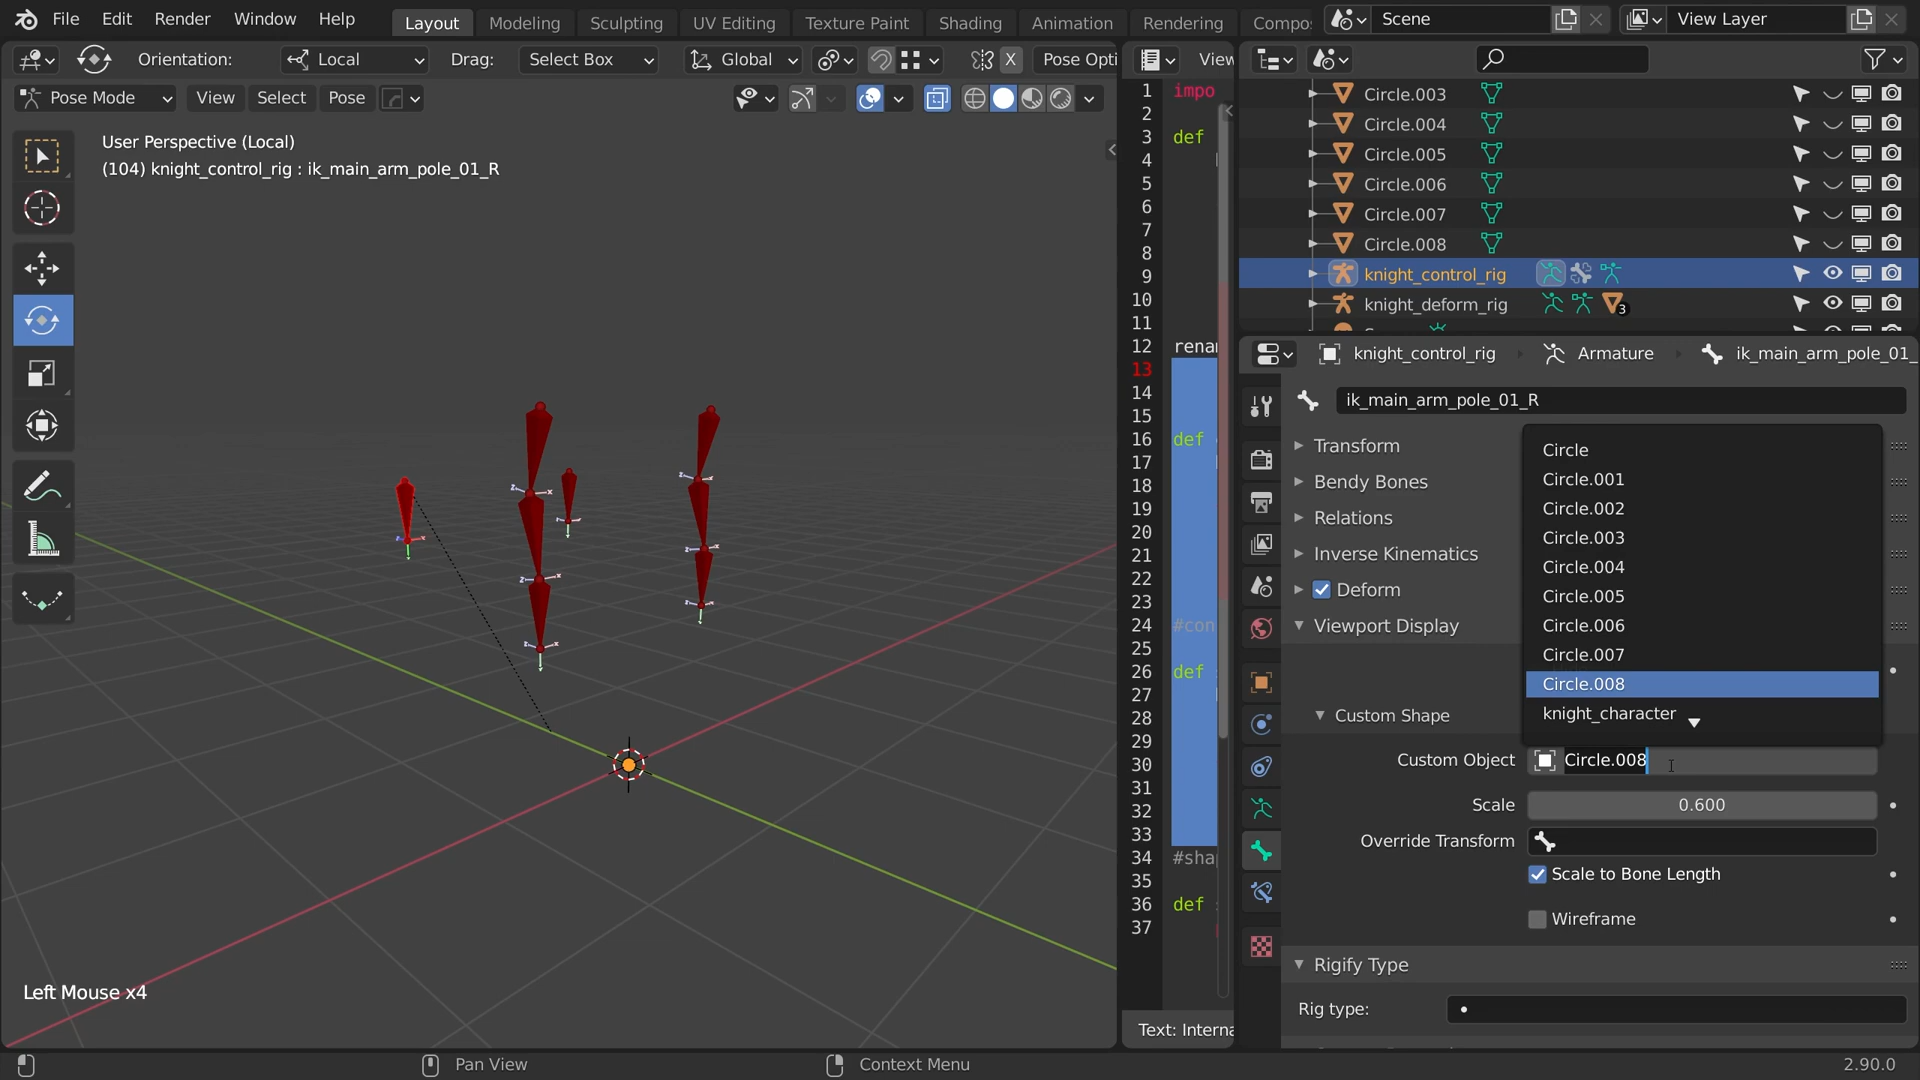 File Edit Render Window Help Layout Modeling Sculpting UV Editing Texture Paint Shading Animation Rendering Compos Scene View Layer
Orientation: Local Drag: Select Box Global X Pose Opti View
Pose Mode View Select Pose
User Perspective (Local)
(104) knight_control_rig : ik_main_arm_pole_01_R
Left Mouse x4
1 impo
2
3 def
4
5
6
7
8
9
10
11
12 renam
13
14
15
16 def
17
18
19
20
21
22
23
24 #con
25
26 def
27
28
29
30
31
32
33
34 #sha
35
36 def
37
Text: Interna
Circle.003
Circle.004
Circle.005
Circle.006
Circle.007
Circle.008
knight_control_rig
knight_deform_rig 3
knight_control_rig Armature ik_main_arm_pole_01_
ik_main_arm_pole_01_R
Transform
Bendy Bones
Relations
Inverse Kinematics
Deform
Viewport Display
Custom Shape
Circle
Circle.001
Circle.002
Circle.003
Circle.004
Circle.005
Circle.006
Circle.007
Circle.008
knight_character
Custom Object Circle.008
Scale 0.600
Override Transform
Scale to Bone Length
Wireframe
Rigify Type
Rig type:
Pan View Context Menu 2.90.0